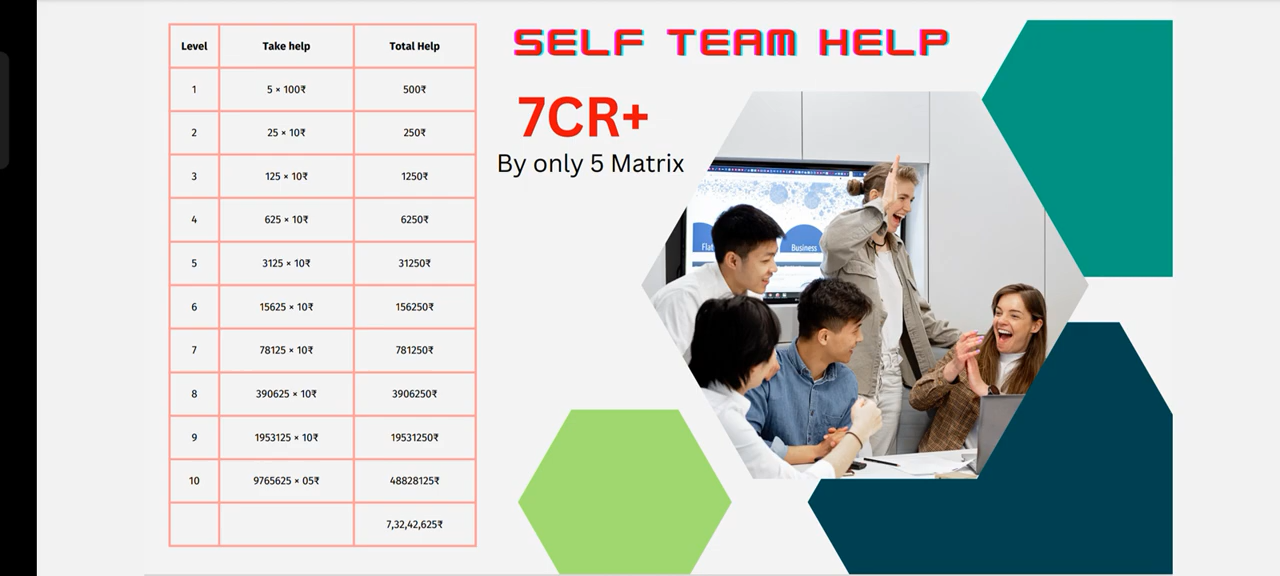 Level Take help Total Help
1 5 × 100₹ 500₹
2 25 × 10₹ 250₹
3 125 × 10₹ 1250₹
4 625 × 10₹ 6250₹
5 3125 × 10₹ 31250₹
6 15625 × 10₹ 156250₹
7 78125 × 10₹ 781250₹
8 390625 × 10₹ 3906250₹
9 1953125 × 10₹ 19531250₹
10 9765625 × 05₹ 48828125₹
7,32,42,625₹
SELF TEAM HELP
7CR+
By only 5 Matrix
Business